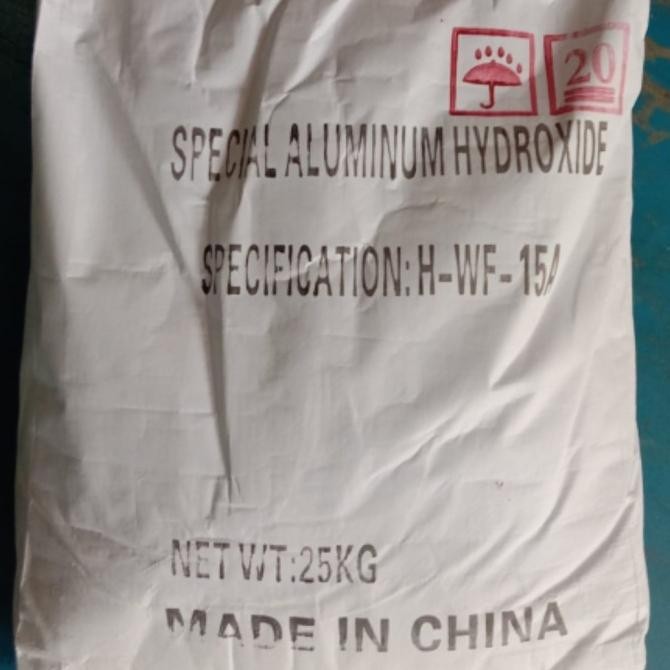 20
SPECIAL ALUMINUM HYDROXIDE
SPECIFICATION: H-WF-15A
NET WT:25KG
MADE IN CHINA